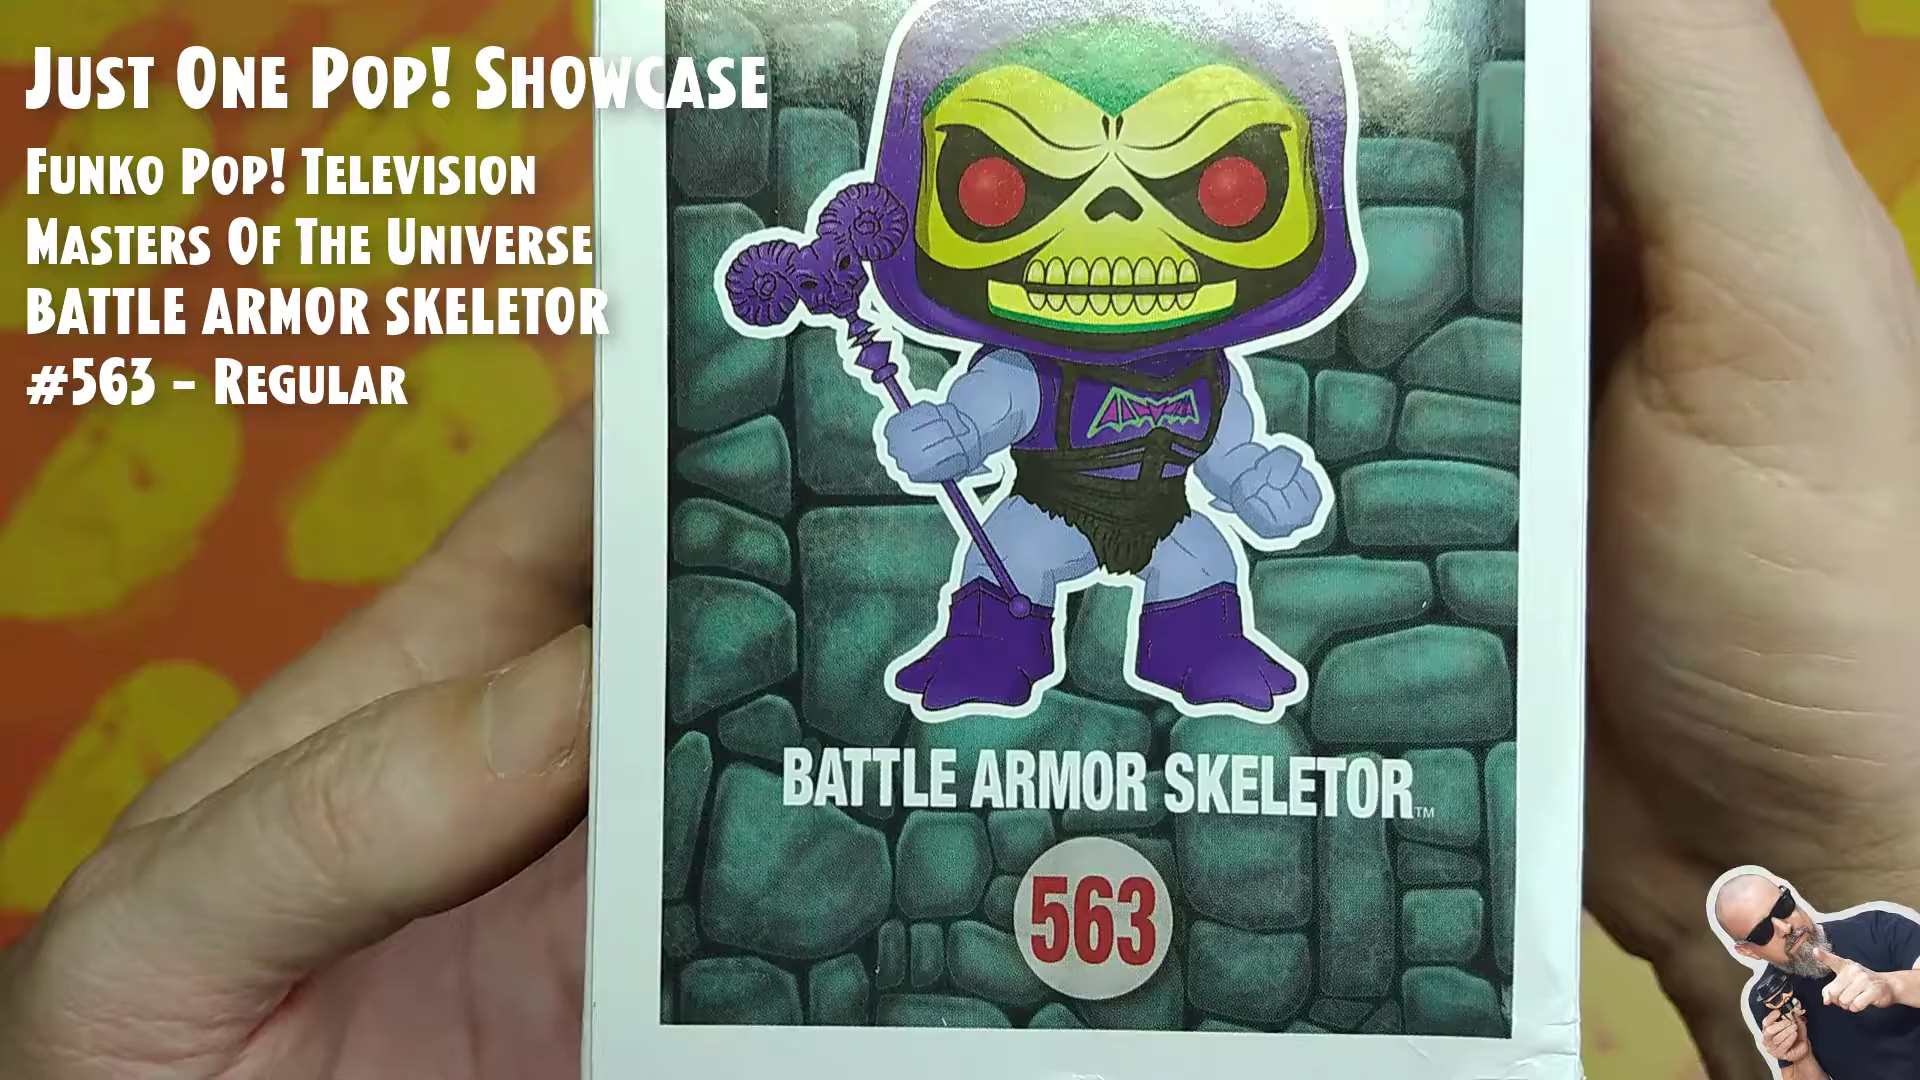 Just One Pop! Showcase
Funko Pop! Television
Masters Of The Universe
BATTLE ARMOR SKELETOR
#563 - Regular
BATTLE ARMOR SKELETOR™
563